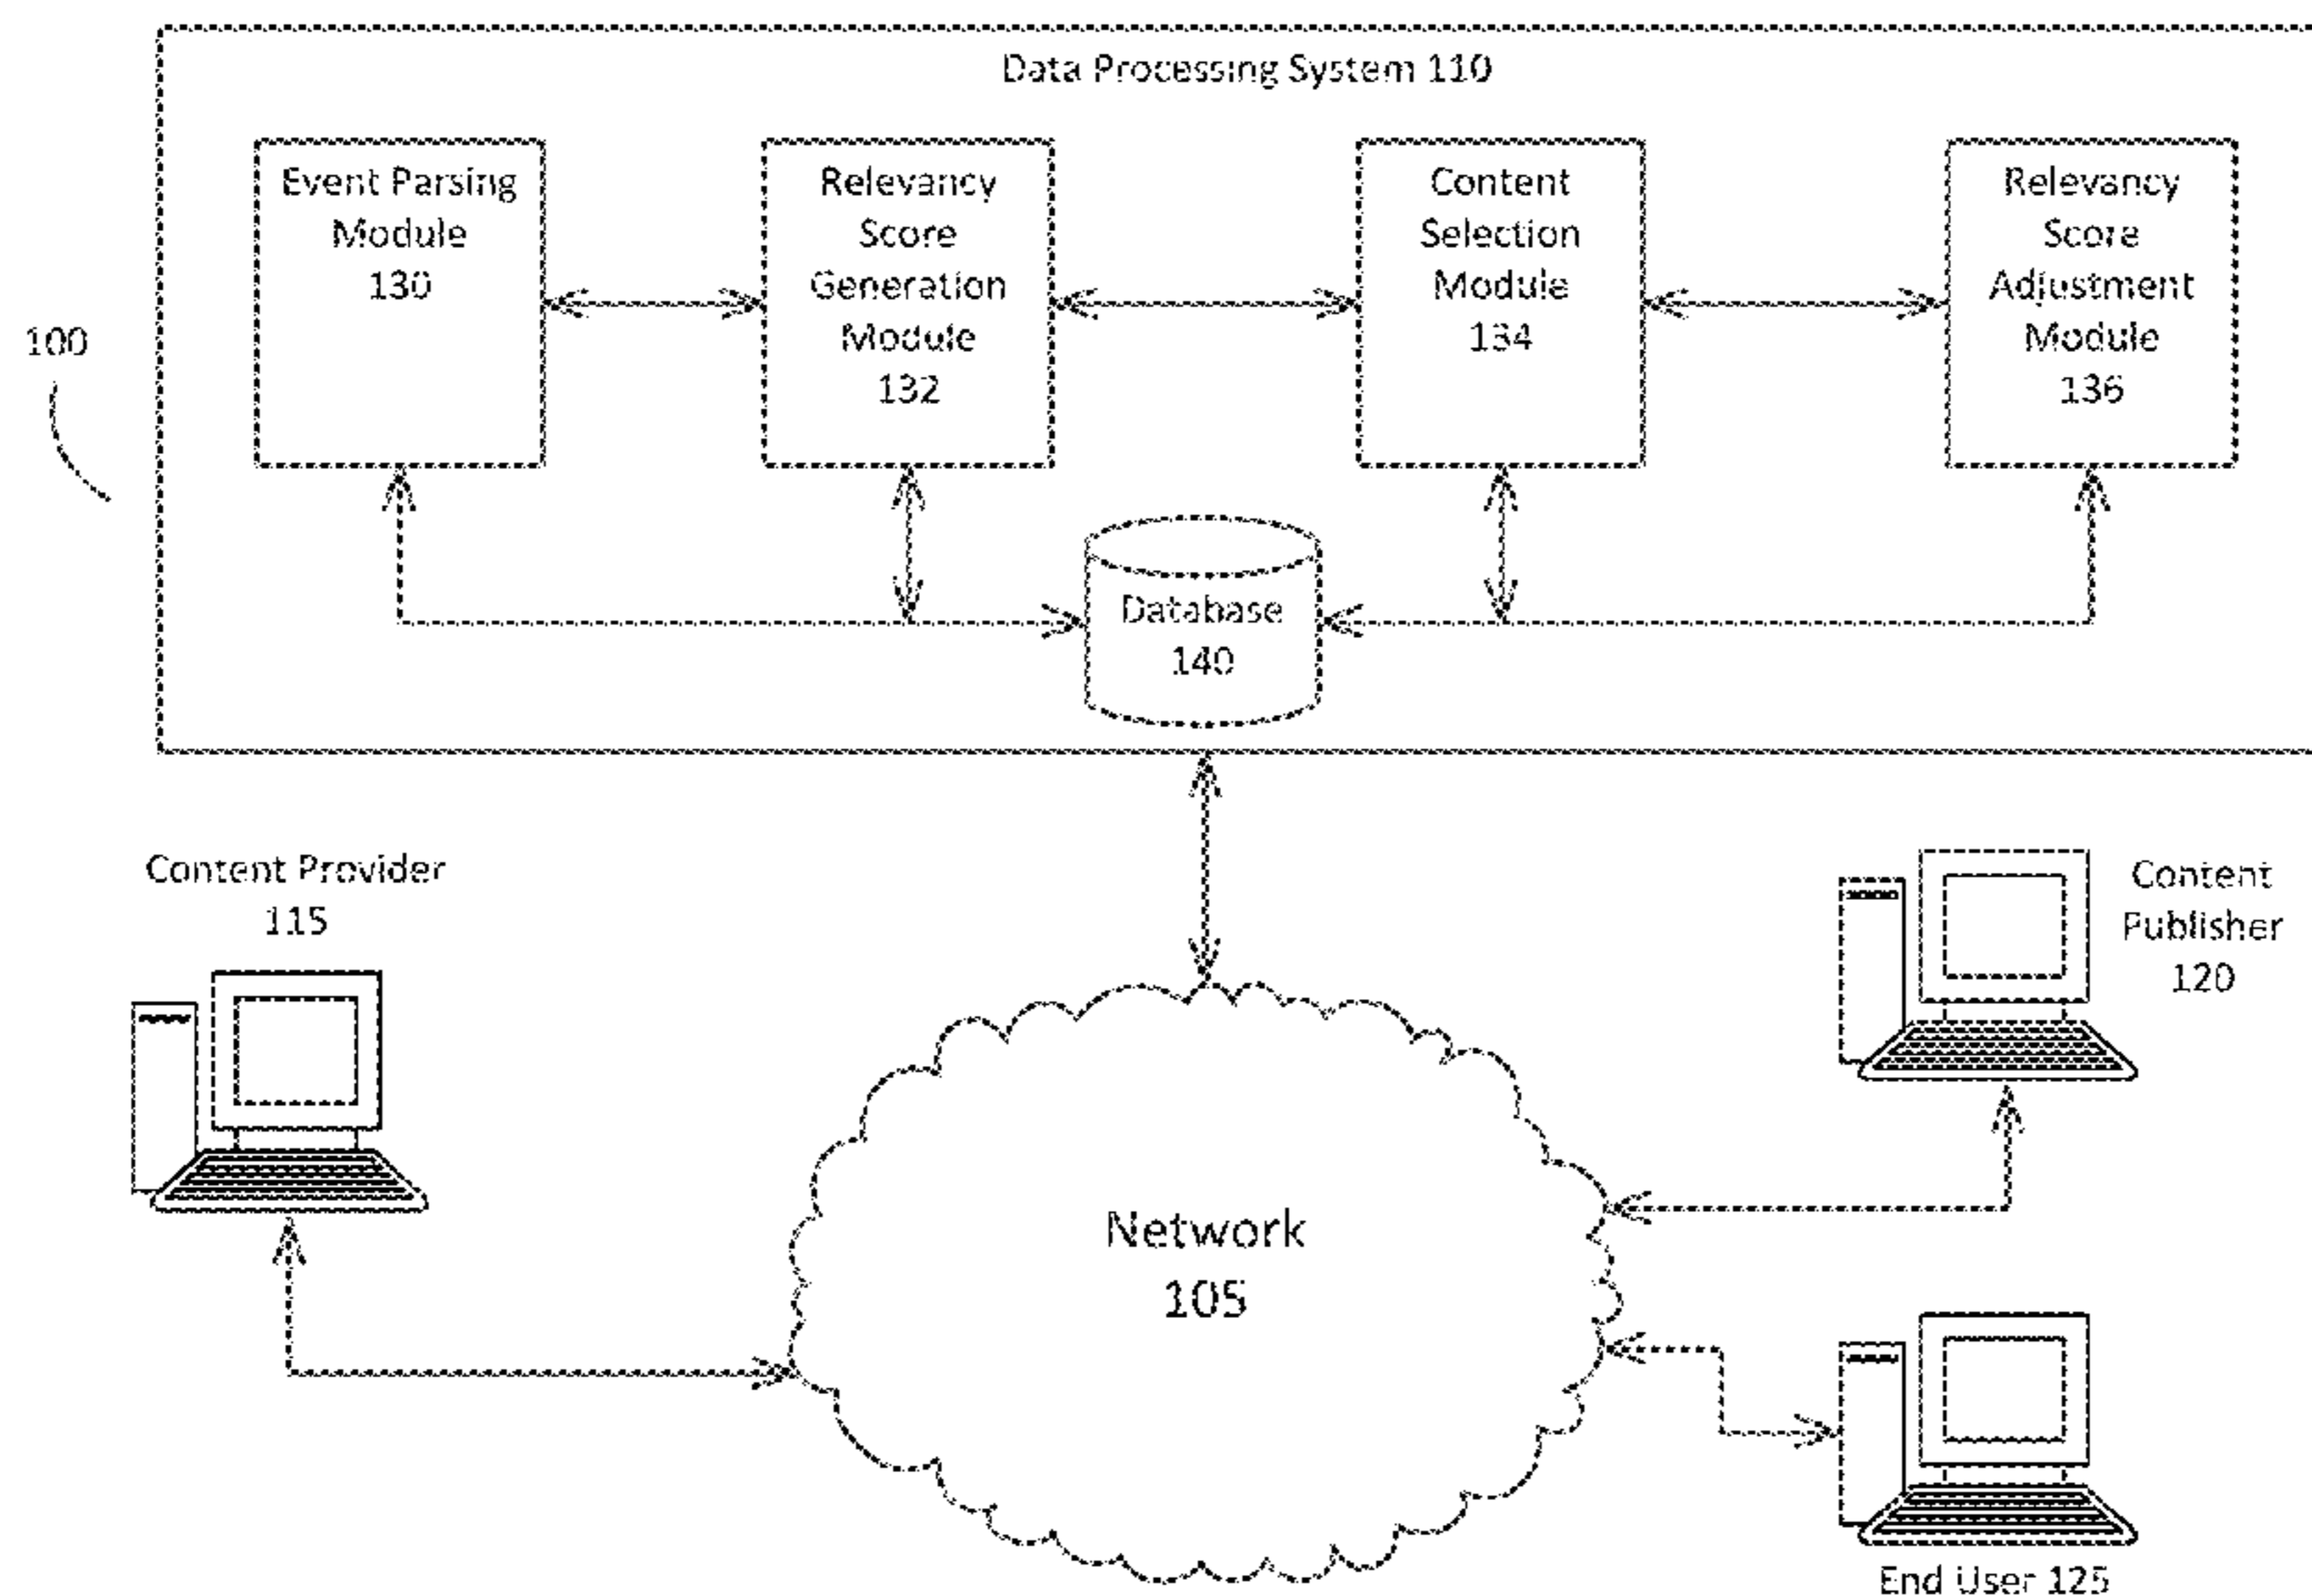 Data Processing System 110
Event Parsing
Module
130
Relevancy
Score
Generation
Module
132
Content
Selection
Module
134
Relevancy
Score
Adjustment
Module
136
100
Database
140
Content Provider
115
Content
Publisher
120
Network
105
End User 125